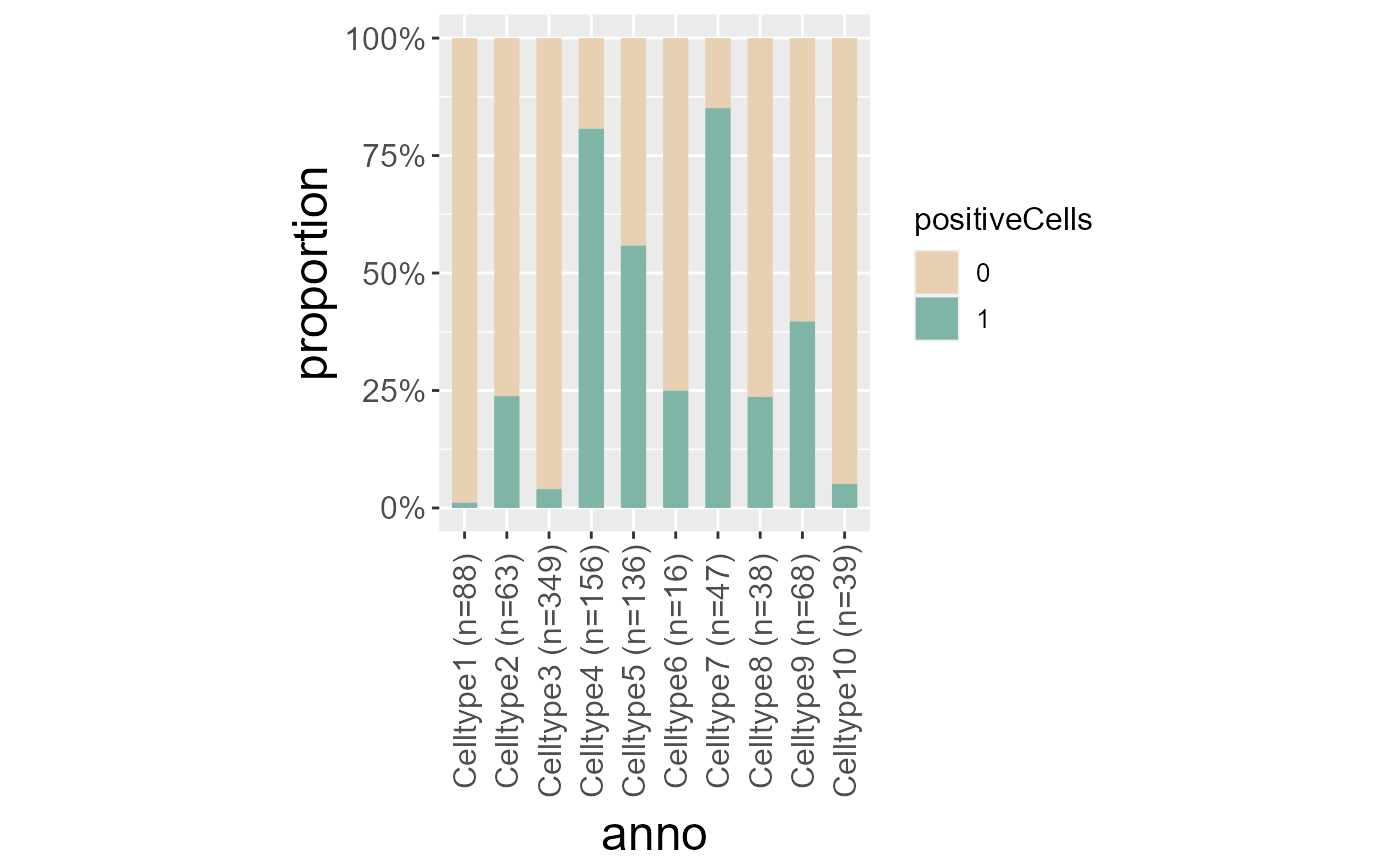 100%
75%
50%
25%
0%
proportion
Celltype1 (n=88)
Celltype2 (n=63)
Celltype3 (n=349)
Celltype4 (n=156)
Celltype5 (n=136)
Celltype6 (n=16)
Celltype7 (n=47)
Celltype8 (n=38)
Celltype9 (n=68)
Celltype10 (n=39)
anno
positiveCells
0
1